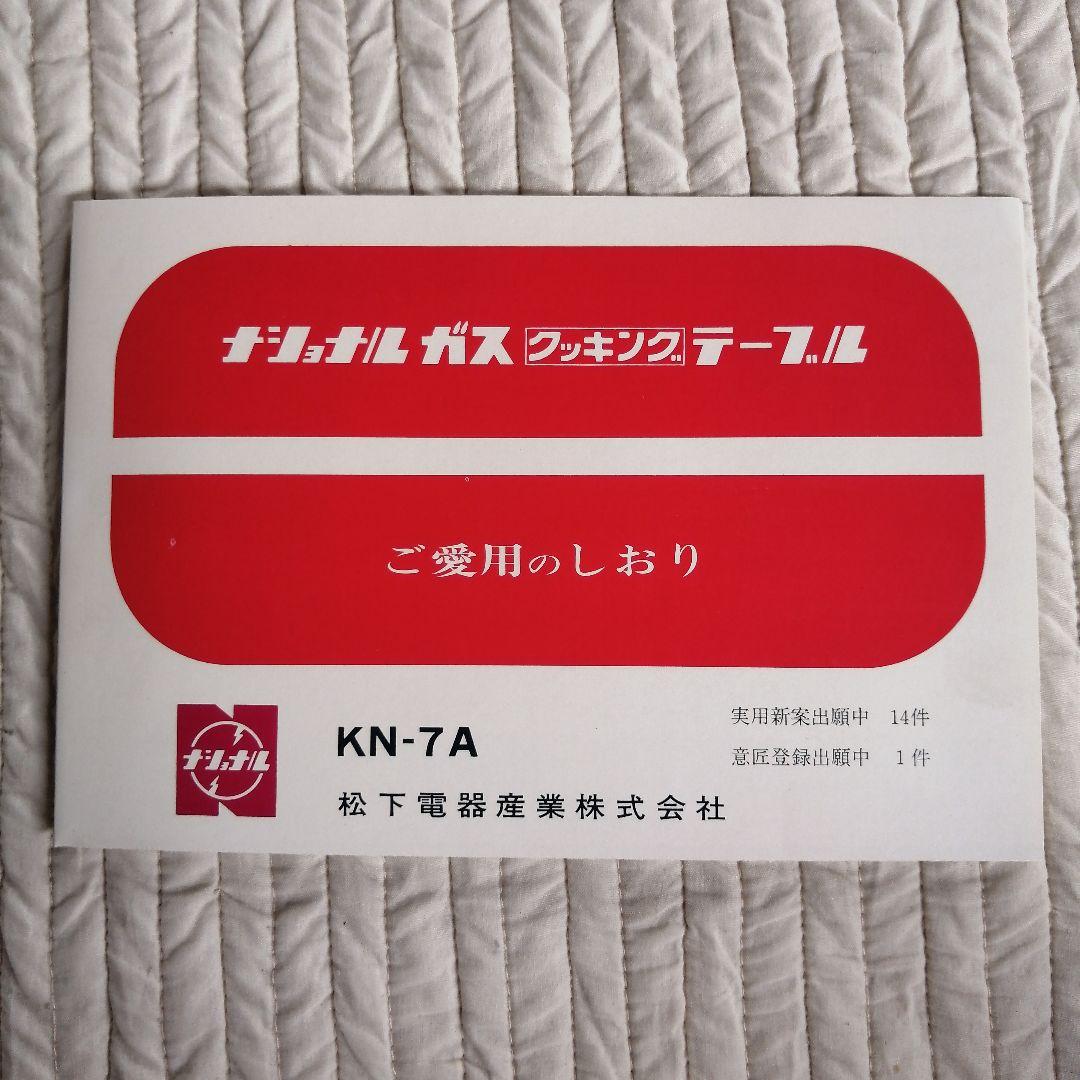 ナショナル ガス クッキング テーブル
ご愛用のしおり
ナショナル
KN-7A
松下電器産業株式会社
実用新案出願中 14件
意匠登録出願中 1件